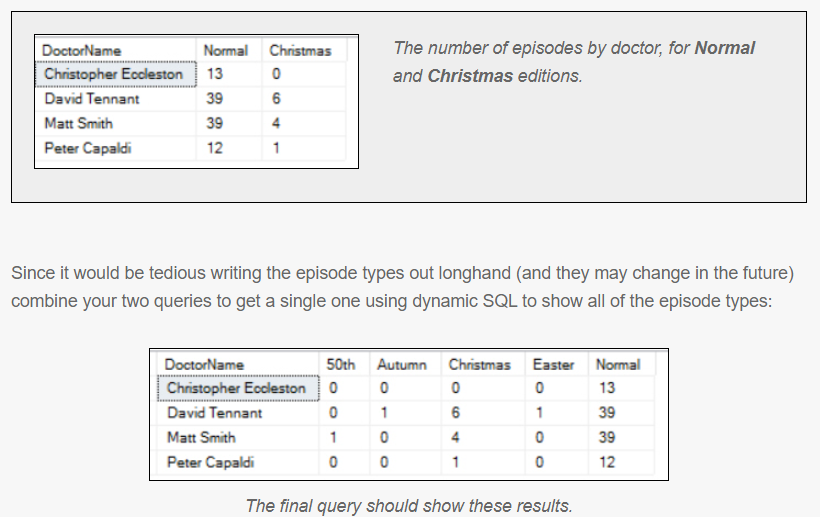 DoctorName Normal Christmas
Christopher Eccleston 13 0
David Tennant 39 6
Matt Smith 39 4
Peter Capaldi 12 1
The number of episodes by doctor, for Normal
and Christmas editions.
Since it would be tedious writing the episode types out longhand (and they may change in the future)
combine your two queries to get a single one using dynamic SQL to show all of the episode types:
DoctorName 50th Autumn Christmas Easter Normal
Christopher Eccleston 0 0 0 0 13
David Tennant 0 1 6 1 39
Matt Smith 1 0 4 0 39
Peter Capaldi 0 0 1 0 12
The final query should show these results.